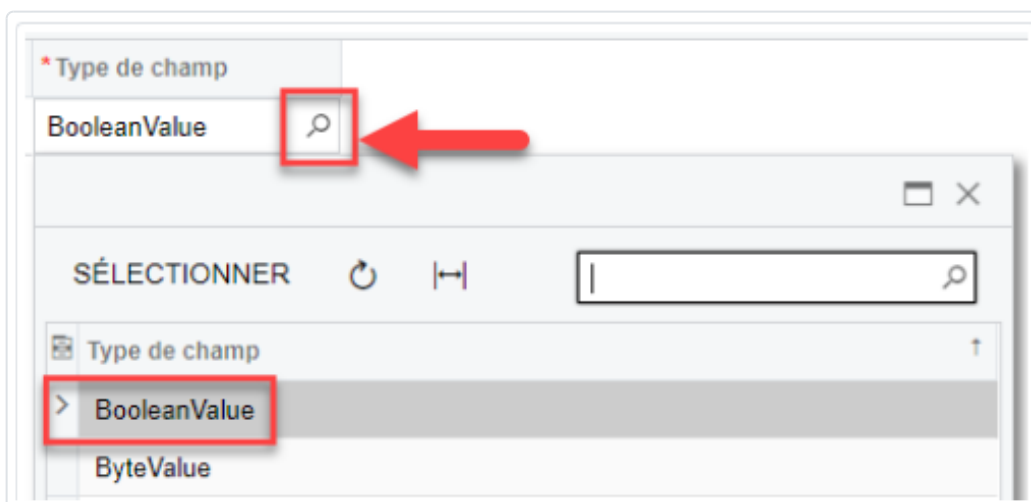 * Type de champ
BooleanValue
SÉLECTIONNER
Type de champ
BooleanValue
ByteValue